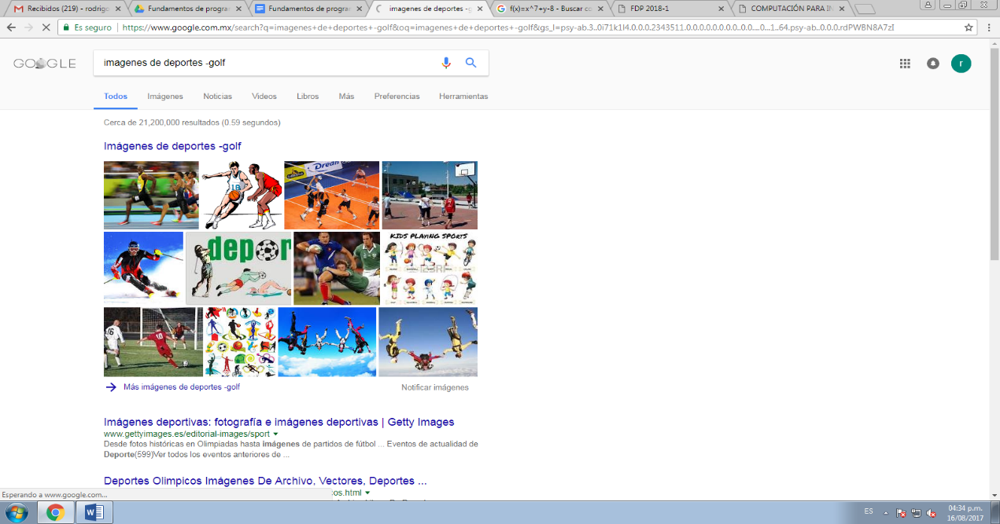 Recibidos (219) - rodrigo
Fundamentos de progra
Fundamentos de progra
imagenes de deportes -g
f(x)=x^7+y-8 - Buscar co
FDP 2018-1
COMPUTACIÓN PARA IN
Es seguro
https://www.google.com.mx/search?q=imagenes+de+deportes+-golf&oq=imagenes+de+deportes+-golf&gs_l=psy-ab.3..0i71k1l4.0.0.0.2343511.0.0.0.0.0.0.0.0..0.0....0...1..64.psy-ab..0.0.0.rdPWBN8A7zI
GOOGLE
imagenes de deportes -golf
r
Todos Imágenes Noticias Videos Libros Más Preferencias Herramientas
Cerca de 21,200,000 resultados (0.59 segundos)
Imágenes de deportes -golf
18
Dream
depor
KIDS PLAYING SPORTS
123RF
16
10
Más imágenes de deportes -golf
Notificar imágenes
Imágenes deportivas: fotografía e imágenes deportivas | Getty Images
www.gettyimages.es/editorial-images/sport
Desde fotos históricas en Olimpiadas hasta imágenes de partidos de fútbol ... Eventos de actualidad de
Deporte(599)Ver todos los eventos anteriores de ...
Deportes Olimpicos Imágenes De Archivo, Vectores, Deportes ...
os.html
Esperando a www.google.com...
ES
04:34 p.m.
16/08/2017